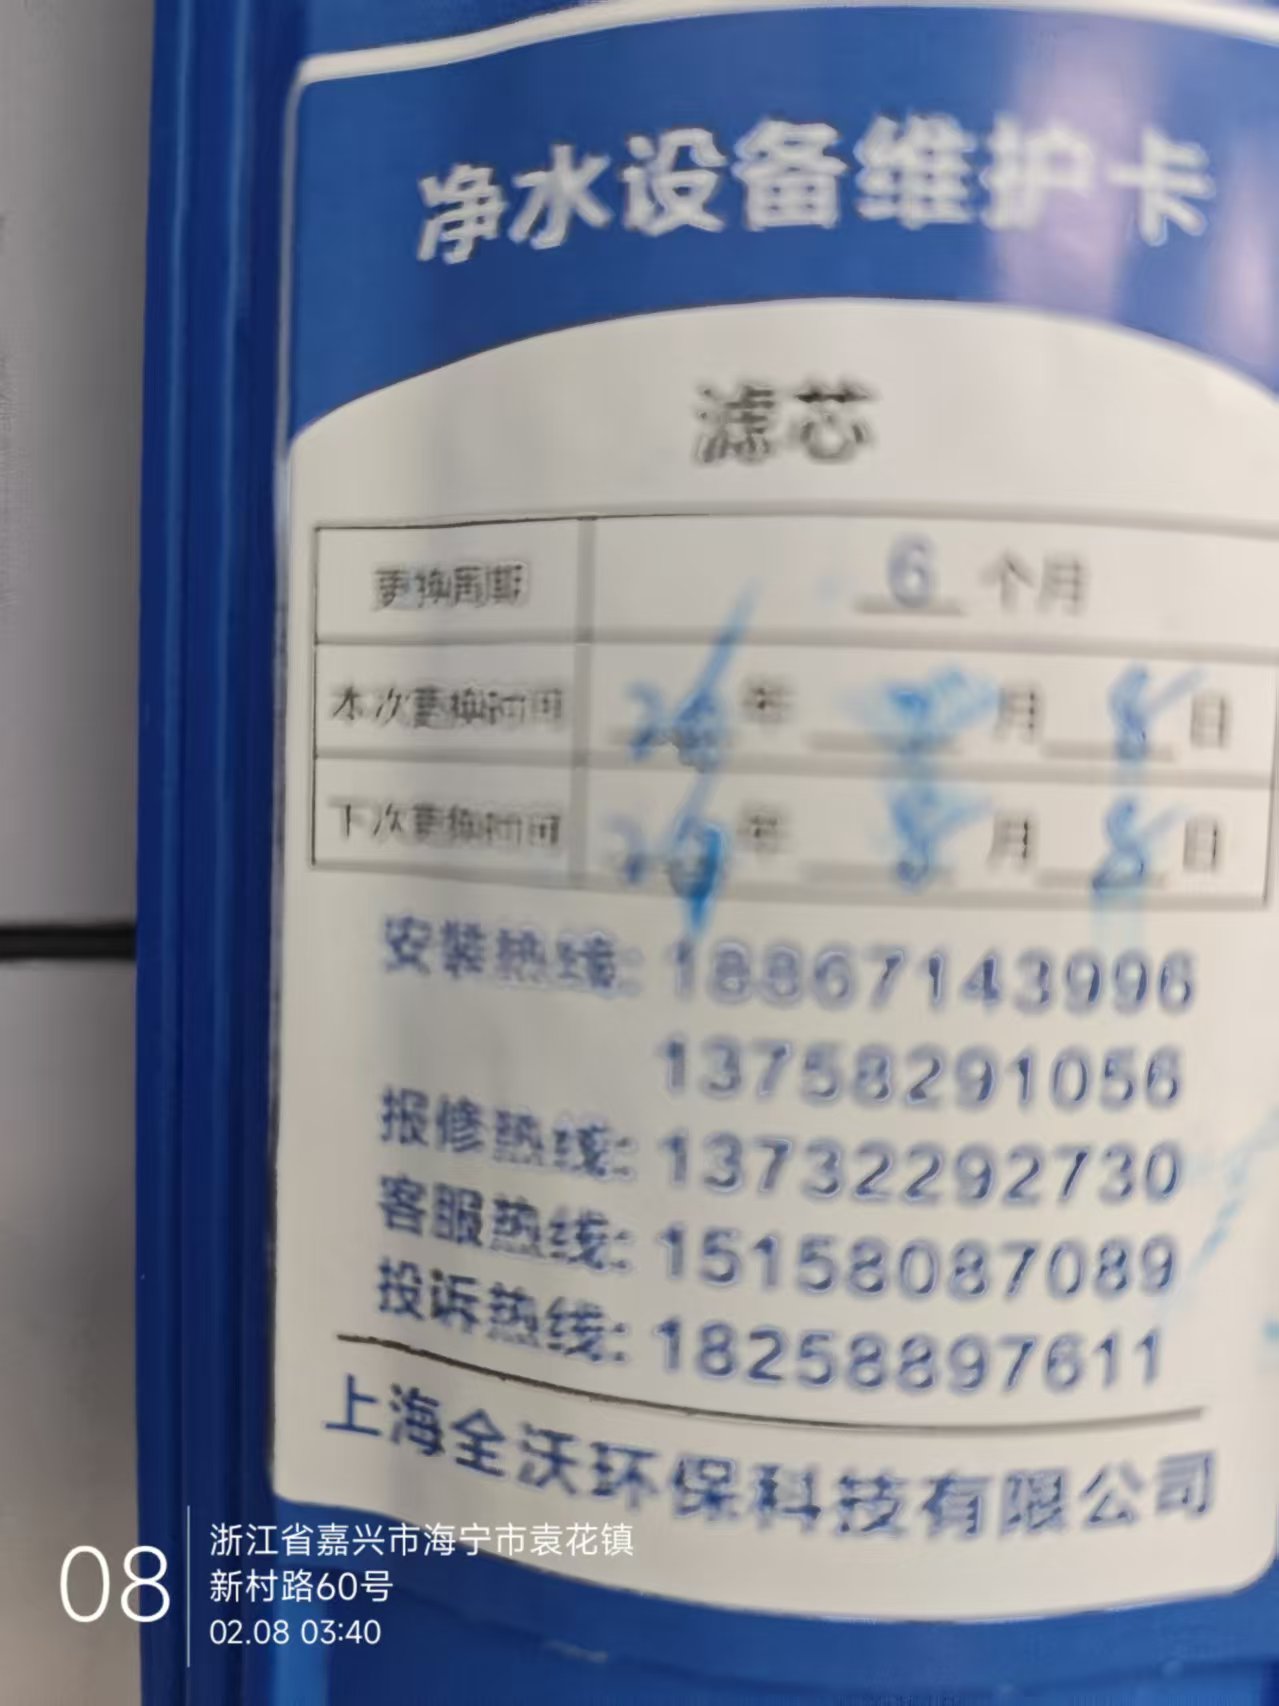 净水设备维护卡
滤芯
更换周期 6 个月
本次更换时间 年 2 月 8 日
下次更换时间 年 8 月 8 日
安装热线: 18867143996
13758291056
报修热线: 13732292730
客服热线: 15158087089
投诉热线: 18258897611
上海全沃环保科技有限公司
08
浙江省嘉兴市海宁市袁花镇
新村路60号
02.08 03:40